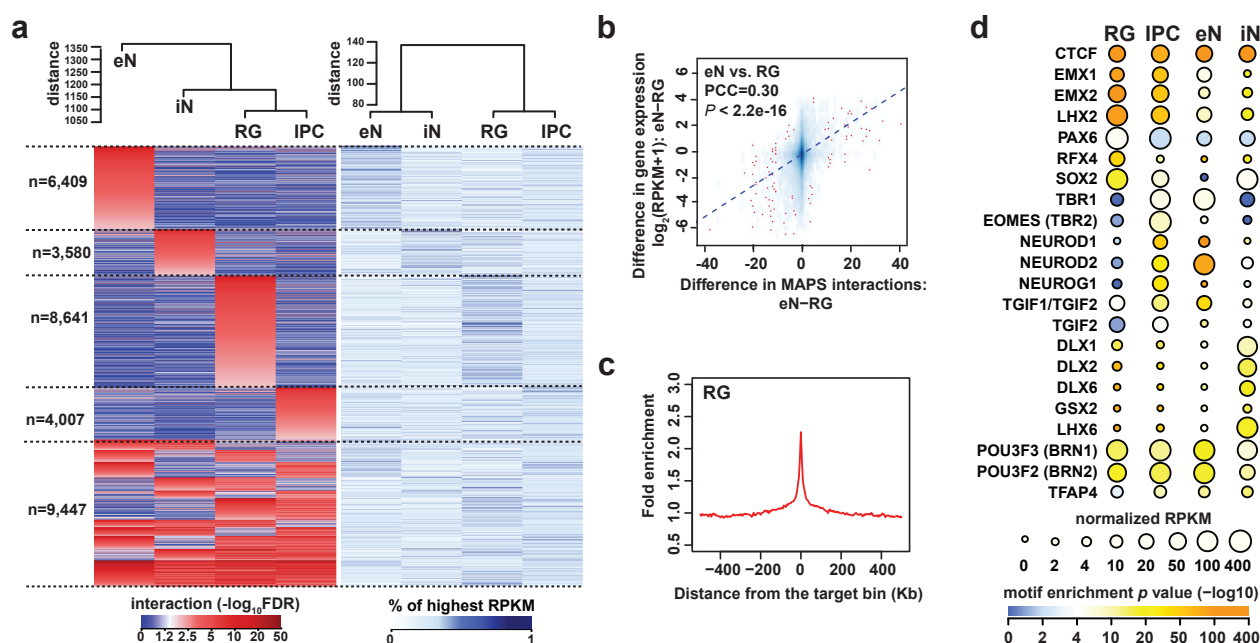 a
distance
1350
1300
1250
1200
1150
1100
1050
eN
iN
RG
IPC
distance
140
120
100
80
60
eN
iN
RG
IPC
n=6,409
n=3,580
n=8,641
n=4,007
n=9,447
interaction (-log10FDR)
0 1.2 2.5 5 10 20 50
% of highest RPKM
0 1
b
Difference in gene expression
log2(RPKM+1): eN−RG
6
4
2
0
-2
-4
-6
eN vs. RG
PCC=0.30
P < 2.2e-16
−40 −20 0 20 40
Difference in MAPS interactions:
eN−RG
c
Fold enrichment
3.0
2.5
2.0
1.5
1.0
0.5
RG
−400 −200 0 200 400
Distance from the target bin (Kb)
d
RG IPC eN iN
CTCF
EMX1
EMX2
LHX2
PAX6
RFX4
SOX2
TBR1
EOMES (TBR2)
NEUROD1
NEUROD2
NEUROG1
TGIF1/TGIF2
TGIF2
DLX1
DLX2
DLX6
GSX2
LHX6
POU3F3 (BRN1)
POU3F2 (BRN2)
TFAP4
normalized RPKM
0 2 4 10 20 50 100 400
motif enrichment p value (−log10)
0 2 4 10 20 50 100 400